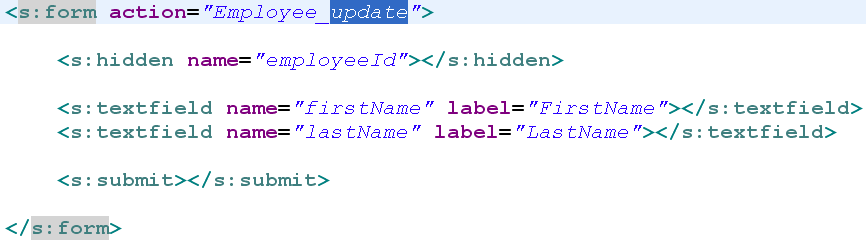 <s:form action="Employee_update">
<s:hidden name="employeeId"></s:hidden>
<s:textfield name="firstName" label="FirstName"></s:textfield>
<s:textfield name="lastName" label="LastName"></s:textfield>
<s:submit></s:submit>
</s:form>